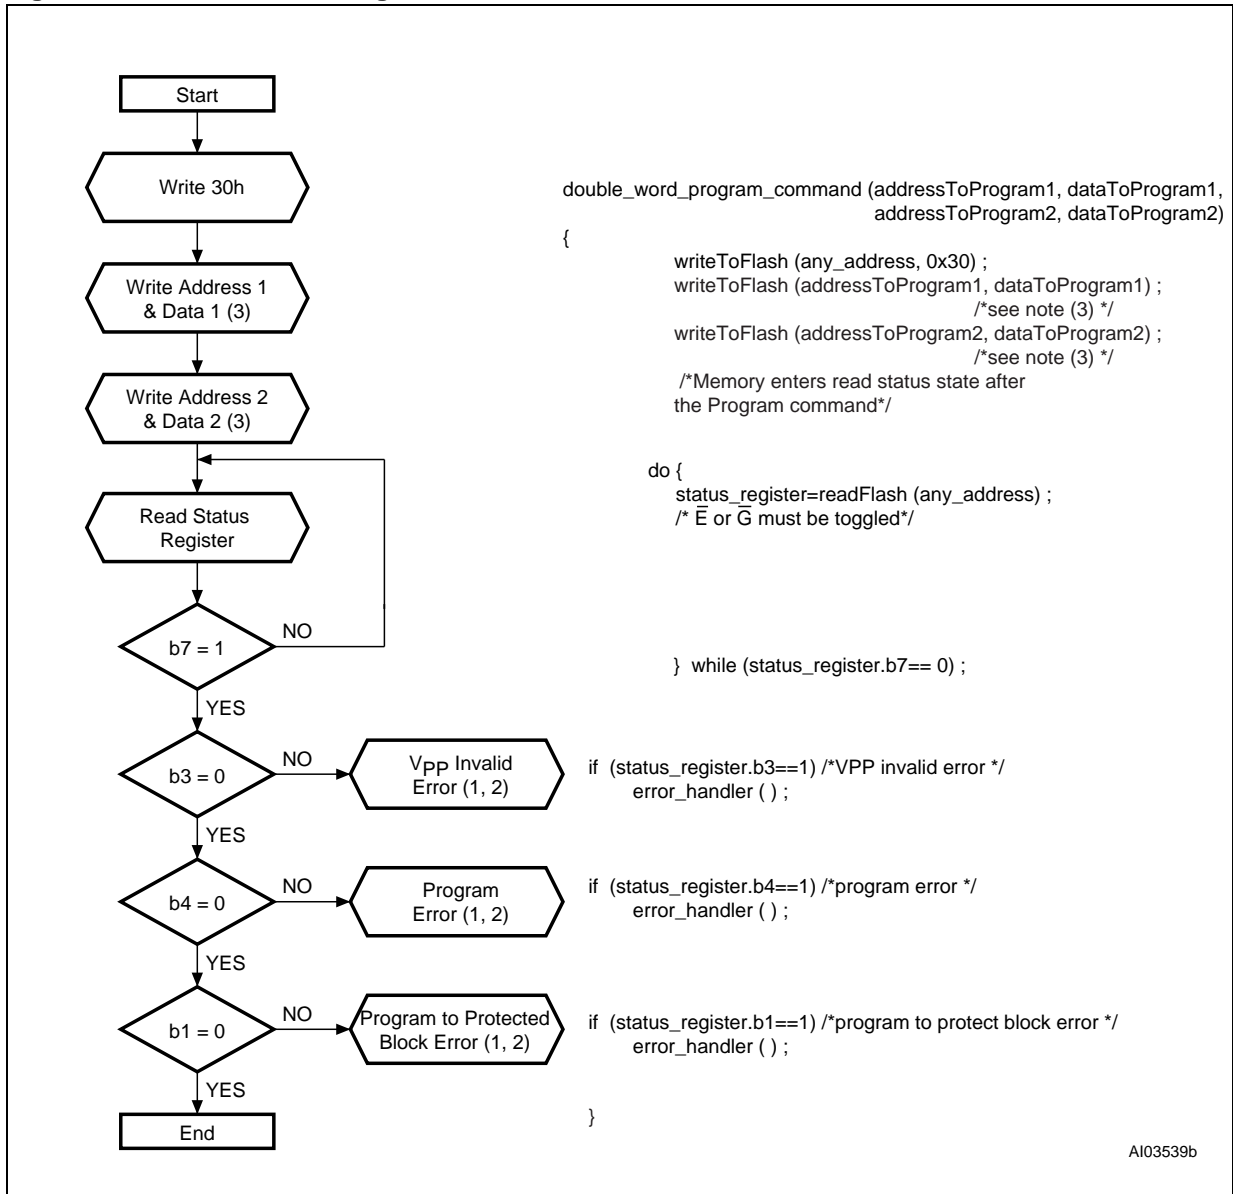 Start
Write 30h
Write Address 1
& Data 1 (3)
Write Address 2
& Data 2 (3)
Read Status
Register
b7 = 1
NO
YES
b3 = 0
NO
VPP Invalid
Error (1, 2)
YES
b4 = 0
NO
Program
Error (1, 2)
YES
b1 = 0
NO
Program to Protected
Block Error (1, 2)
YES
End
double_word_program_command (addressToProgram1, dataToProgram1,
addressToProgram2, dataToProgram2)
{
writeToFlash (any_address, 0x30) ;
writeToFlash (addressToProgram1, dataToProgram1) ;
/*see note (3) */
writeToFlash (addressToProgram2, dataToProgram2) ;
/*see note (3) */
/*Memory enters read status state after
the Program command*/
do {
status_register=readFlash (any_address) ;
/* E̅ or G̅ must be toggled*/
} while (status_register.b7== 0) ;
if (status_register.b3==1) /*VPP invalid error */
error_handler ( ) ;
if (status_register.b4==1) /*program error */
error_handler ( ) ;
if (status_register.b1==1) /*program to protect block error */
error_handler ( ) ;
}
AI03539b